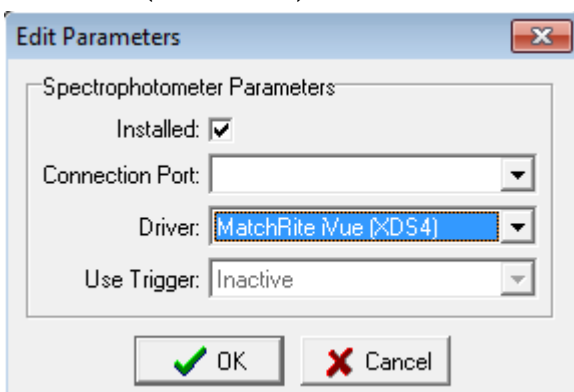 Edit Parameters
Spectrophotometer Parameters
Installed:
Connection Port:
Driver: MatchRite iVue (XDS4)
Use Trigger: Inactive
OK Cancel